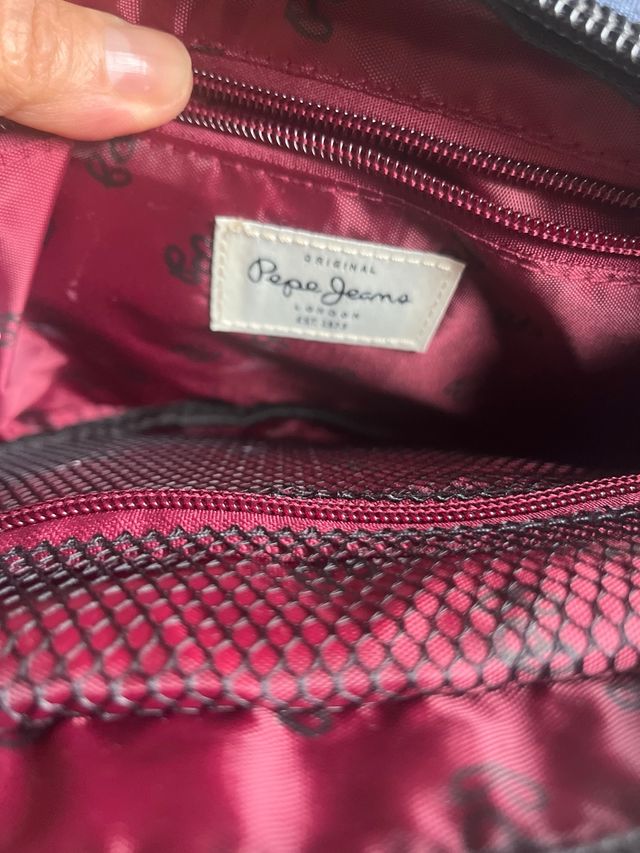 ORIGINAL
Pepe Jeans
LONDON
EST. 1973